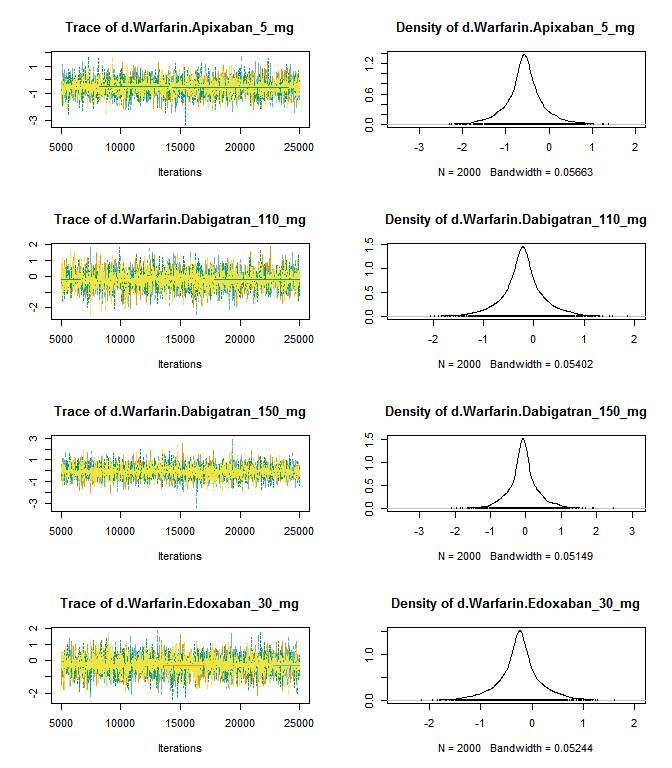 Trace of d.Warfarin.Apixaban_5_mg
1
-1
-3
5000 10000 15000 20000 25000
Iterations
Density of d.Warfarin.Apixaban_5_mg
1.2
0.6
0.0
-3 -2 -1 0 1 2
N = 2000 Bandwidth = 0.05663
Trace of d.Warfarin.Dabigatran_110_mg
2
0
-2
5000 10000 15000 20000 25000
Iterations
Density of d.Warfarin.Dabigatran_110_mg
1.5
1.0
0.5
0.0
-2 -1 0 1 2
N = 2000 Bandwidth = 0.05402
Trace of d.Warfarin.Dabigatran_150_mg
3
1
-1
-3
5000 10000 15000 20000 25000
Iterations
Density of d.Warfarin.Dabigatran_150_mg
1.5
1.0
0.5
0.0
-3 -2 -1 0 1 2 3
N = 2000 Bandwidth = 0.05149
Trace of d.Warfarin.Edoxaban_30_mg
2
1
0
-2
5000 10000 15000 20000 25000
Iterations
Density of d.Warfarin.Edoxaban_30_mg
1.0
0.0
-2 -1 0 1 2
N = 2000 Bandwidth = 0.05244